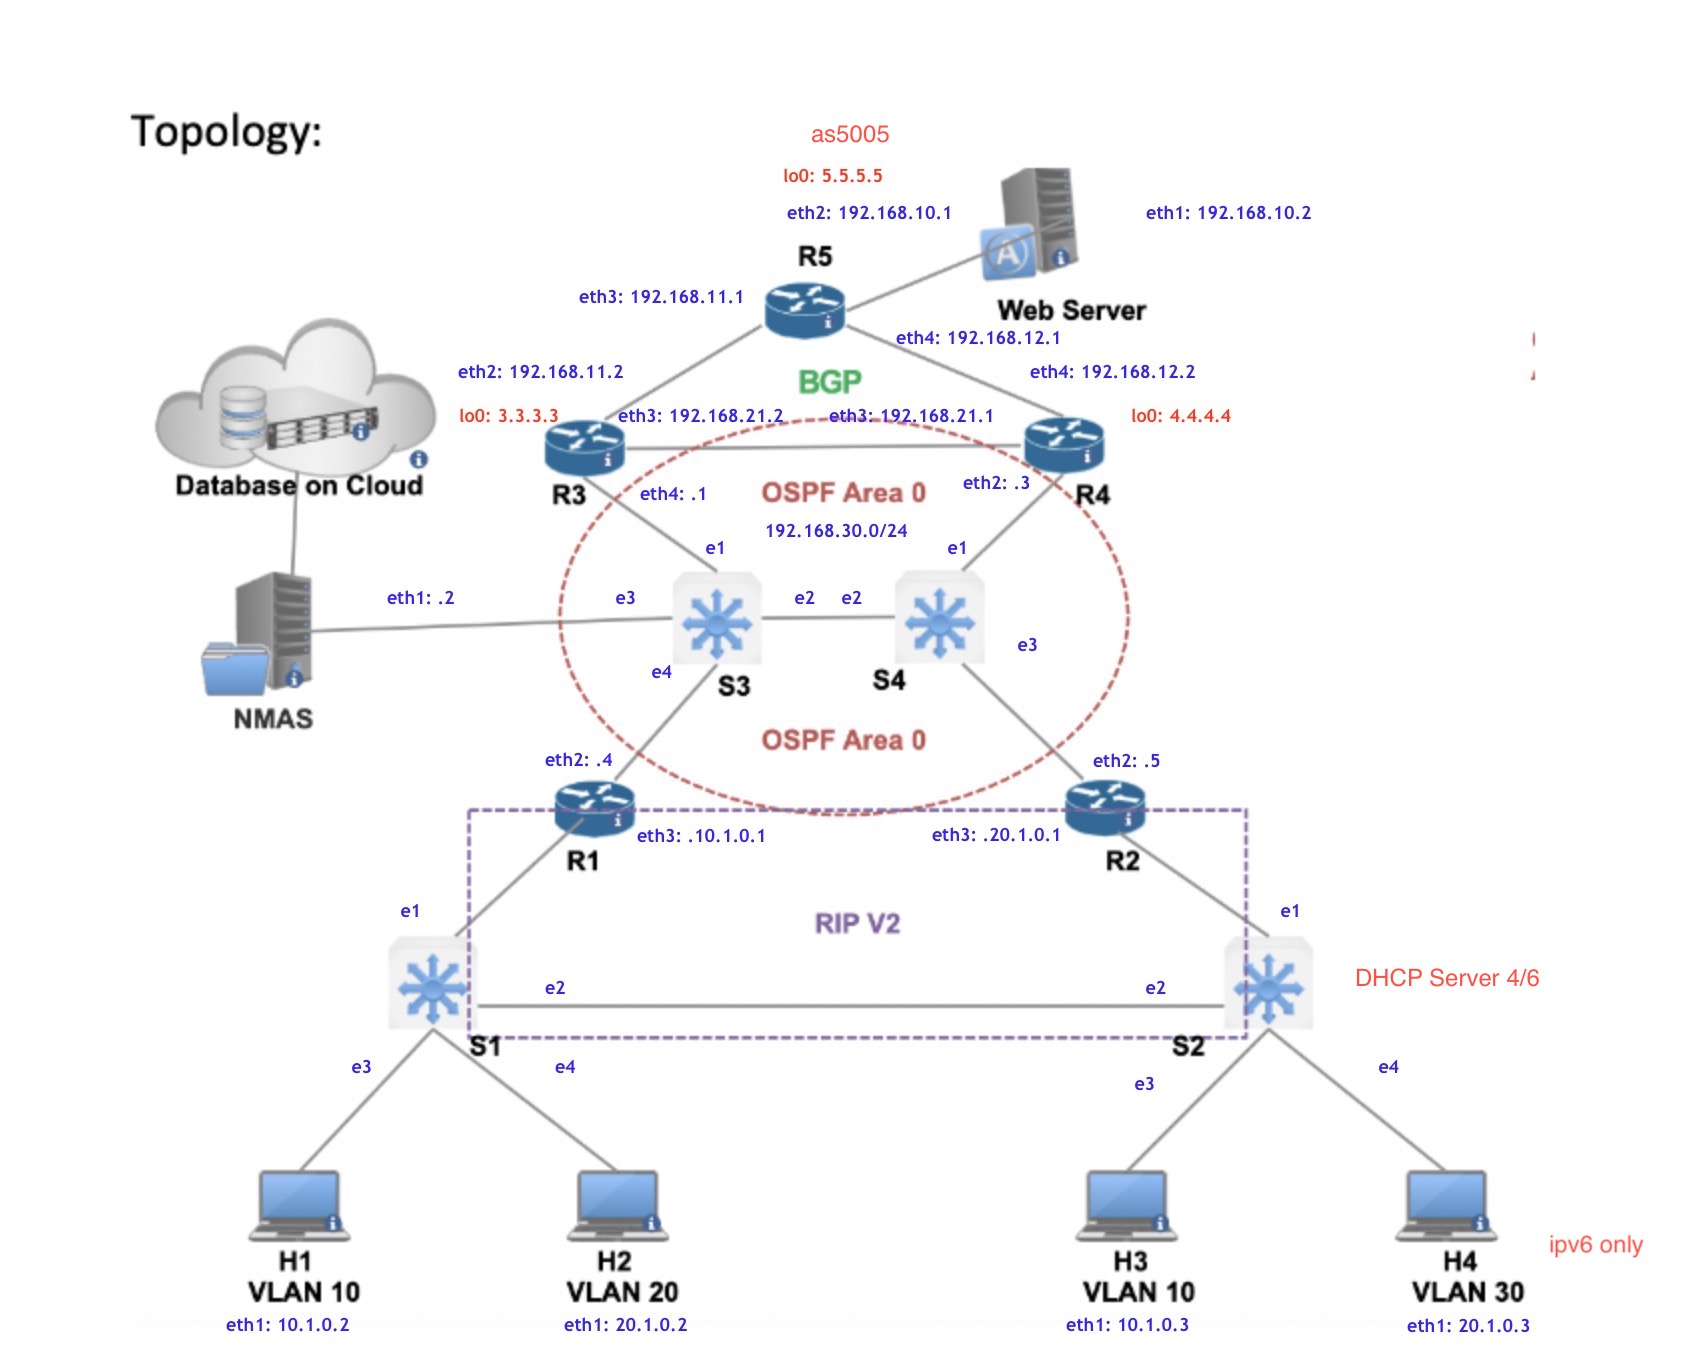 Topology:
as5005
lo0: 5.5.5.5
eth2: 192.168.10.1
eth1: 192.168.10.2
R5
A
eth3: 192.168.11.1
Web Server
eth4: 192.168.12.1
eth2: 192.168.11.2
BGP
eth4: 192.168.12.2
lo0: 3.3.3.3
eth3: 192.168.21.2
eth3: 192.168.21.1
lo0: 4.4.4.4
Database on Cloud
R3
eth4: .1
OSPF Area 0
eth2: .3
R4
192.168.30.0/24
e1
e1
eth1: .2
e3
e2
e2
e3
e4
S3
S4
NMAS
OSPF Area 0
eth2: .4
eth2: .5
eth3: .10.1.0.1
eth3: .20.1.0.1
R1
R2
e1
RIP V2
e1
DHCP Server 4/6
e2
e2
S1
S2
e3
e4
e3
e4
ipv6 only
H1
VLAN 10
eth1: 10.1.0.2
H2
VLAN 20
eth1: 20.1.0.2
H3
VLAN 10
eth1: 10.1.0.3
H4
VLAN 30
eth1: 20.1.0.3